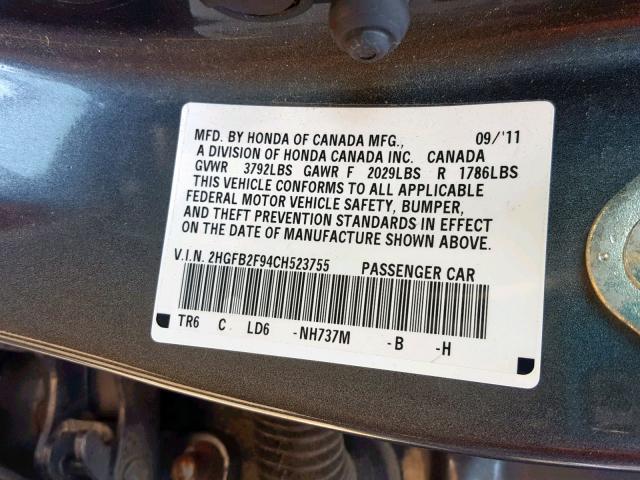 MFD. BY HONDA OF CANADA MFG., 09/'11
A DIVISION OF HONDA CANADA INC. CANADA
GVWR 3792LBS GAWR F 2029LBS R 1786LBS
THIS VEHICLE CONFORMS TO ALL APPLICABLE
FEDERAL MOTOR VEHICLE SAFETY, BUMPER,
AND THEFT PREVENTION STANDARDS IN EFFECT
ON THE DATE OF MANUFACTURE SHOWN ABOVE.
V.I.N. 2HGFB2F94CH523755 PASSENGER CAR
TR6 C LD6 -NH737M -B -H